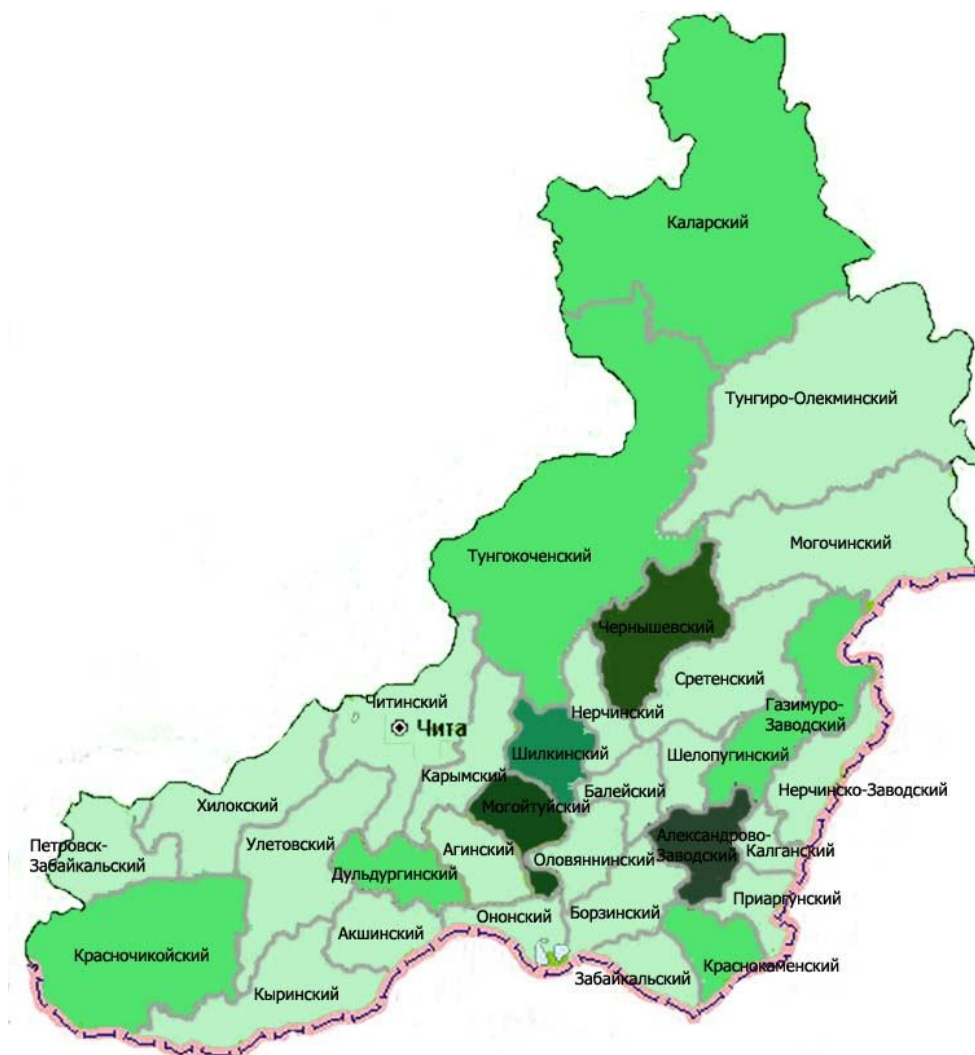 Каларский
Тунгиро-Олекминский
Могочинский
Тунгокоченский
Чернышевский
Сретенский
Читинский
Газимуро-
Заводский
Нерчинский
Чита
Шилкинский
Шелопугинский
Карымский
Балейский
Нерчинско-Заводский
Хилокский
Могойтуйский
Александрово-
Заводский
Петровск-
Забайкальский
Улетовский
Агинский
Калганский
Оловяннинский
Дульдургинский
Приаргунский
Ононский
Борзинский
Акшинский
Красночикойский
Краснокаменский
Забайкальский
Кыринский